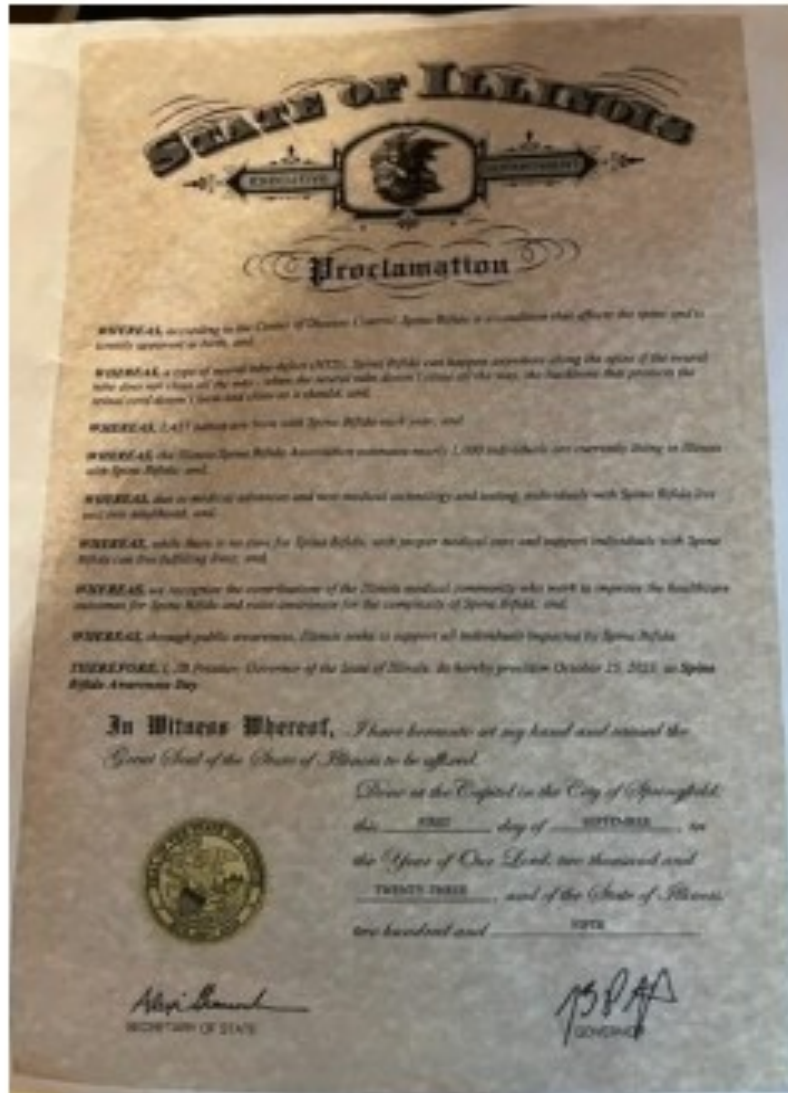 STATE OF ILLINOIS
EXECUTIVE DEPARTMENT
Proclamation
WHEREAS, according to the Center of Disease Control, Spina Bifida is a condition that affects the spine and is
usually apparent at birth; and,
WHEREAS, a type of neural tube defect (NTD), Spina Bifida can happen anywhere along the spine if the neural
tube does not close all the way; when the neural tube doesn't close all the way, the backbone that protects the
spinal cord doesn't form and close as it should; and,
WHEREAS, babies are born with Spina Bifida each year; and
WHEREAS, the Illinois Spina Bifida Association estimates nearly 1,000 individuals are currently living in Illinois
with Spina Bifida; and,
WHEREAS, due to medical advances and new medical technology and testing, individuals with Spina Bifida live
well into adulthood; and
WHEREAS, while there is no cure for Spina Bifida, with proper medical care and support individuals with Spina
Bifida can live fulfilling lives; and,
WHEREAS, we recognize the contributions of the Illinois medical community who work to improve the healthcare
outcomes for Spina Bifida and raise awareness for the complexity of Spina Bifida; and,
WHEREAS, through public awareness, Illinois seeks to support all individuals impacted by Spina Bifida
THEREFORE, I, JB Pritzker, Governor of the State of Illinois, do hereby proclaim October 25, 2023, as Spina
Bifida Awareness Day
In Witness Whereof, I have hereunto set my hand and caused the
Great Seal of the State of Illinois to be affixed.
Done at the Capitol in the City of Springfield,
this FIRST day of SEPTEMBER, in
the Year of Our Lord, two thousand and
TWENTY THREE, and of the State of Illinois,
two hundred and FIFTH
SECRETARY OF STATE
GOVERNOR